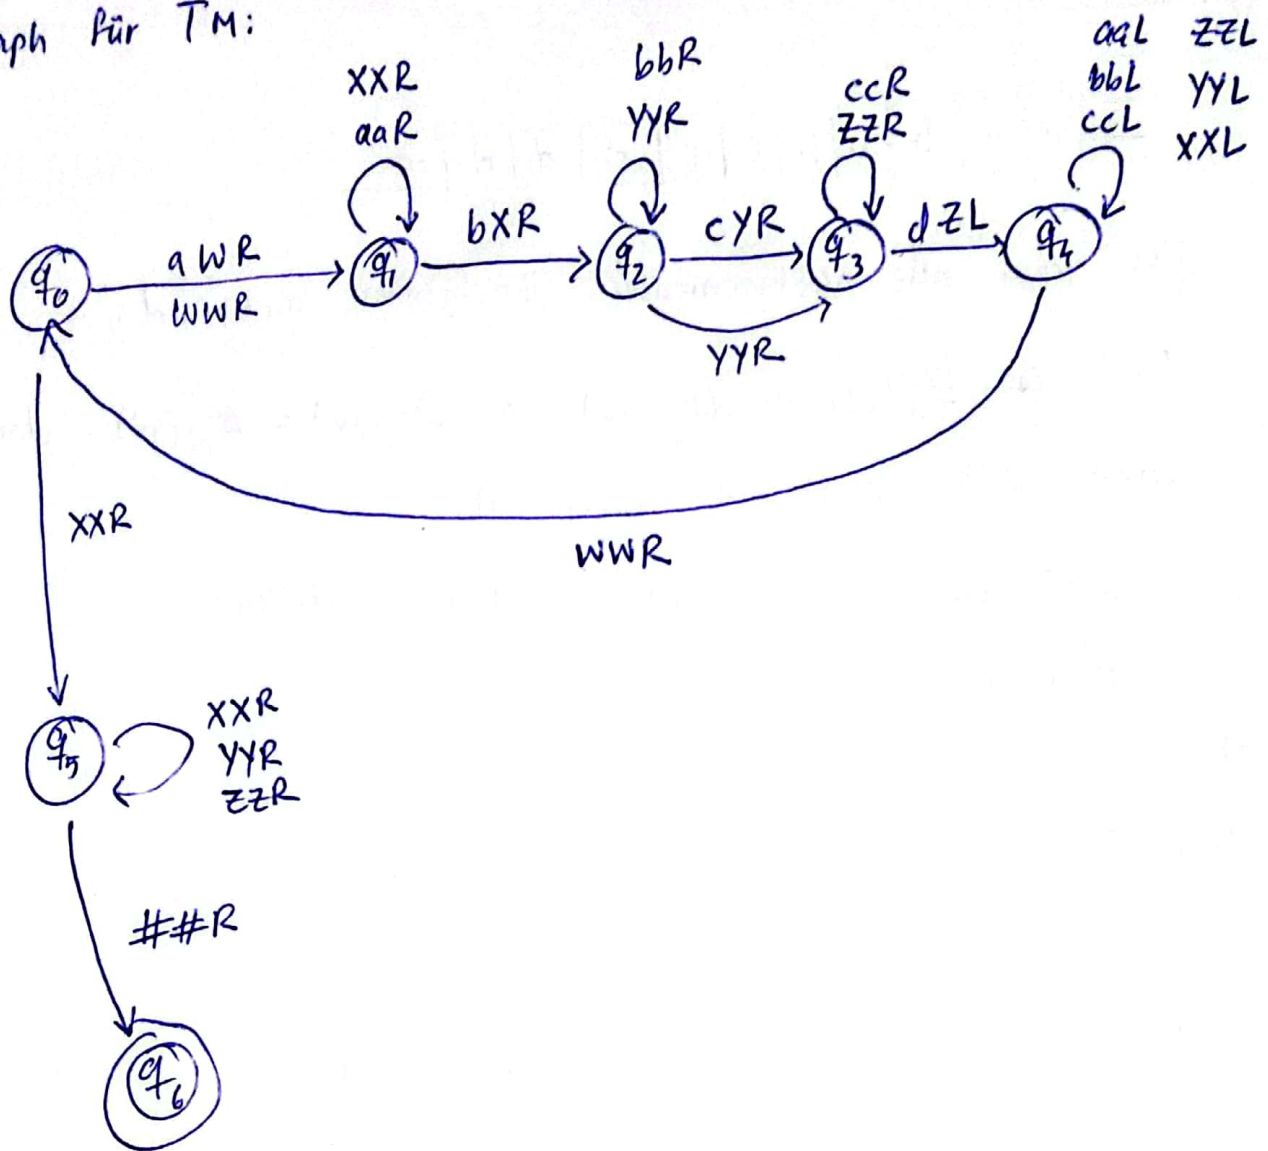 für TM:
aaL ZZL
bbL YYL
ccL XXL
XXR
aaR
bbR
YYR
ccR
ZZR
q0
aWR
WWR
q1
bXR
q2
cYR
YYR
q3
dZL
q4
WWR
XXR
q5
XXR
YYR
ZZR
##R
q6